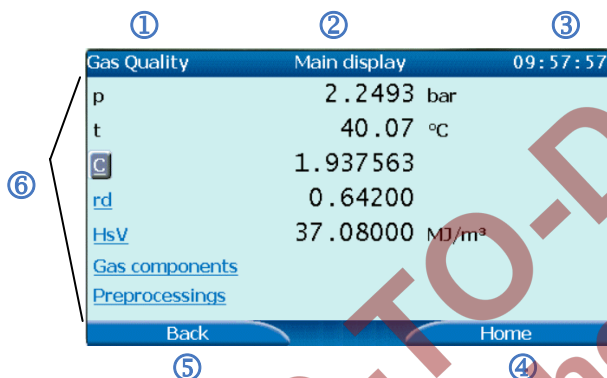 ① ② ③
Gas Quality Main display 09:57:57
p 2.2493 bar
t 40.07 °C
C 1.937563
rd 0.64200
⑥
HsV 37.08000 MJ/m³
Gas components
Preprocessings
Back Home
⑤ ④